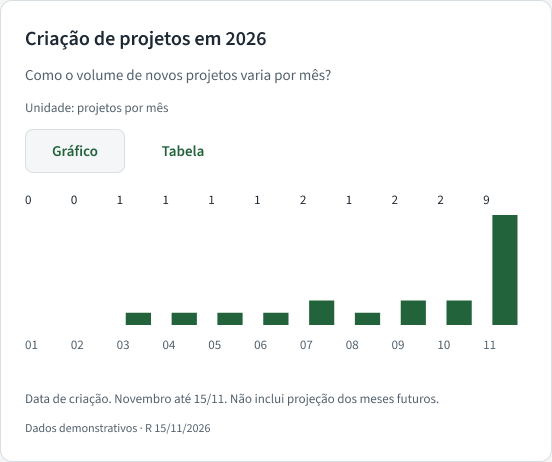 Criação de projetos em 2026
Como o volume de novos projetos varia por mês?
Unidade: projetos por mês
Gráfico Tabela
0 0 1 1 1 1 2 1 2 2 9
01 02 03 04 05 06 07 08 09 10 11
Data de criação. Novembro até 15/11. Não inclui projeção dos meses futuros.
Dados demonstrativos · R 15/11/2026